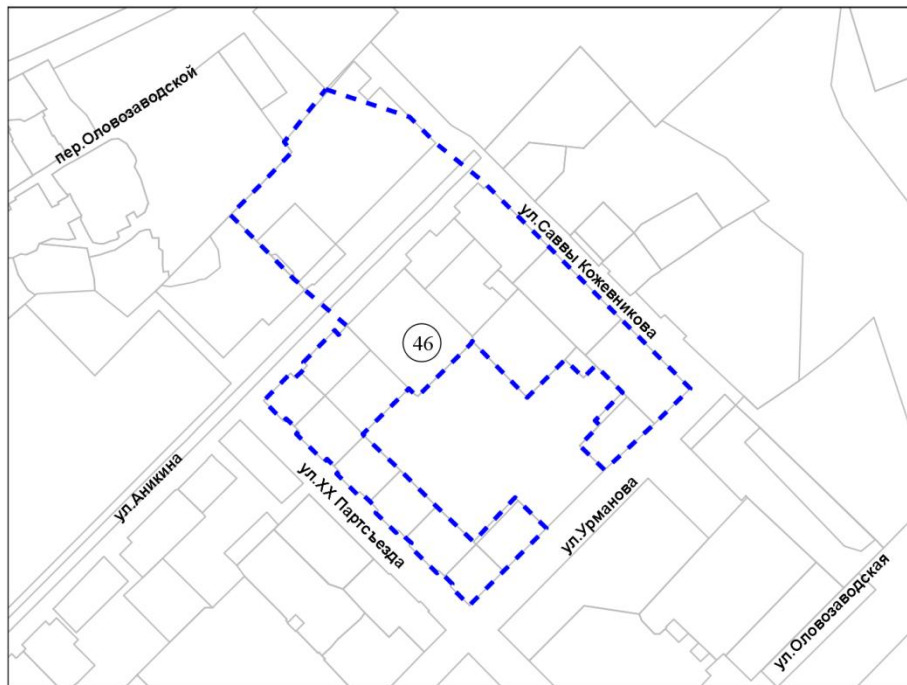 пер.Оловозаводской
ул.Саввы Кожевникова
46
ул.Аникина
ул.XX Партсъезда
ул.Урманова
ул.Оловозаводская